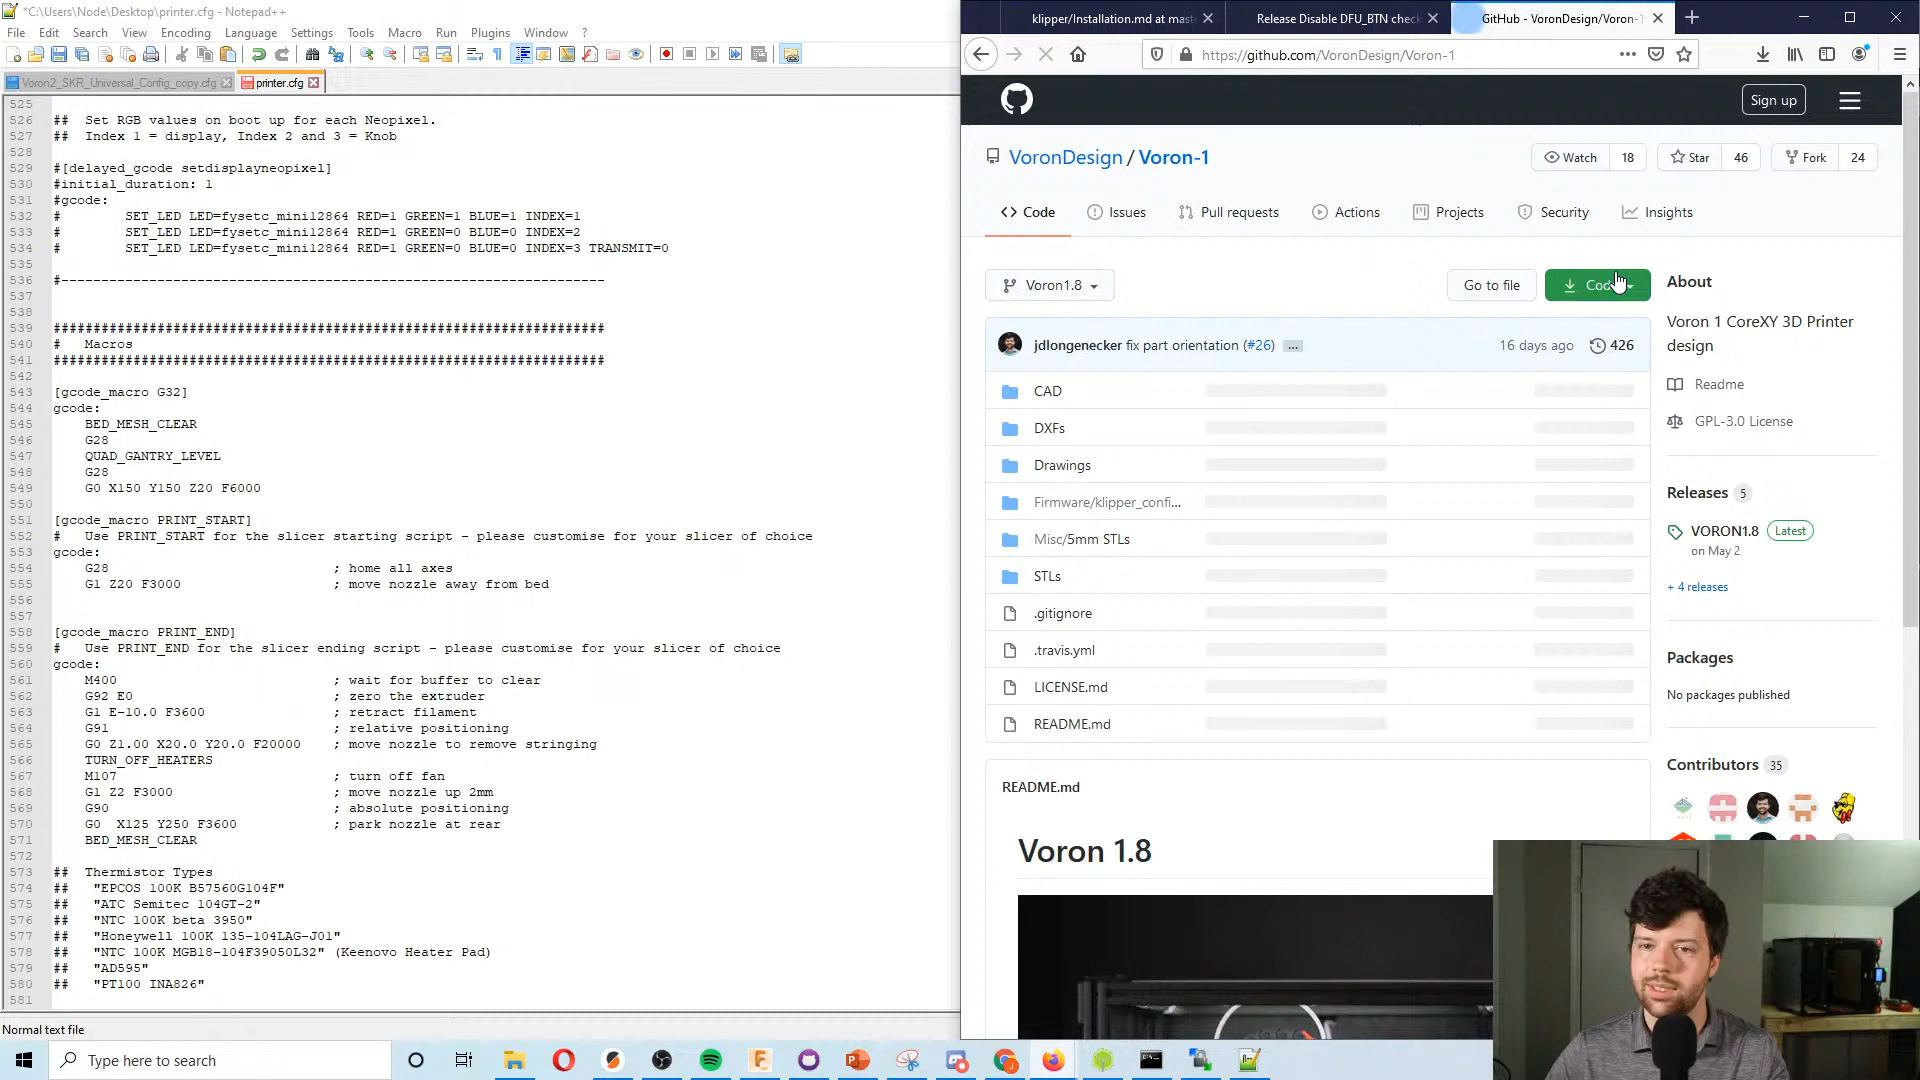 *C:\Users\Node\Desktop\printer.cfg - Notepad++
File Edit Search View Encoding Language Settings Tools Macro Run Plugins Window ?
Voron2_SKR_Universal_Config_copy.cfg
printer.cfg
525
526 ## Set RGB values on boot up for each Neopixel.
527 ## Index 1 = display, Index 2 and 3 = Knob
528
529 #[delayed_gcode setdisplayneopixel]
530 #initial_duration: 1
531 #gcode:
532 # SET_LED LED=fysetc_mini12864 RED=1 GREEN=1 BLUE=1 INDEX=1
533 # SET_LED LED=fysetc_mini12864 RED=1 GREEN=0 BLUE=0 INDEX=2
534 # SET_LED LED=fysetc_mini12864 RED=1 GREEN=0 BLUE=0 INDEX=3 TRANSMIT=0
535
536 #--------------------------------------------------------------------
537
538
539 #####################################################################
540 # Macros
541 #####################################################################
542
543 [gcode_macro G32]
544 gcode:
545 BED_MESH_CLEAR
546 G28
547 QUAD_GANTRY_LEVEL
548 G28
549 G0 X150 Y150 Z20 F6000
550
551 [gcode_macro PRINT_START]
552 # Use PRINT_START for the slicer starting script - please customise for your slicer of choice
553 gcode:
554 G28 ; home all axes
555 G1 Z20 F3000 ; move nozzle away from bed
556
557
558 [gcode_macro PRINT_END]
559 # Use PRINT_END for the slicer ending script - please customise for your slicer of choice
560 gcode:
561 M400 ; wait for buffer to clear
562 G92 E0 ; zero the extruder
563 G1 E-10.0 F3600 ; retract filament
564 G91 ; relative positioning
565 G0 Z1.00 X20.0 Y20.0 F20000 ; move nozzle to remove stringing
566 TURN_OFF_HEATERS
567 M107 ; turn off fan
568 G1 Z2 F3000 ; move nozzle up 2mm
569 G90 ; absolute positioning
570 G0 X125 Y250 F3600 ; park nozzle at rear
571 BED_MESH_CLEAR
572
573 ## Thermistor Types
574 ## "EPCOS 100K B57560G104F"
575 ## "ATC Semitec 104GT-2"
576 ## "NTC 100K beta 3950"
577 ## "Honeywell 100K 135-104LAG-J01"
578 ## "NTC 100K MGB18-104F39050L32" (Keenovo Heater Pad)
579 ## "AD595"
580 ## "PT100 INA826"
581
Normal text file
Type here to search
klipper/Installation.md at mast
Release Disable DFU_BTN check
GitHub - VoronDesign/Voron-1
https://github.com/VoronDesign/Voron-1
Sign up
VoronDesign / Voron-1
Watch 18
Star 46
Fork 24
Code
Issues
Pull requests
Actions
Projects
Security
Insights
Voron1.8
Go to file
Code
jdlongenecker fix part orientation (#26) ...
16 days ago
426
CAD
DXFs
Drawings
Firmware/klipper_confi...
Misc/5mm STLs
STLs
.gitignore
.travis.yml
LICENSE.md
README.md
README.md
Voron 1.8
About
Voron 1 CoreXY 3D Printer
design
Readme
GPL-3.0 License
Releases 5
VORON1.8 Latest
on May 2
+ 4 releases
Packages
No packages published
Contributors 35